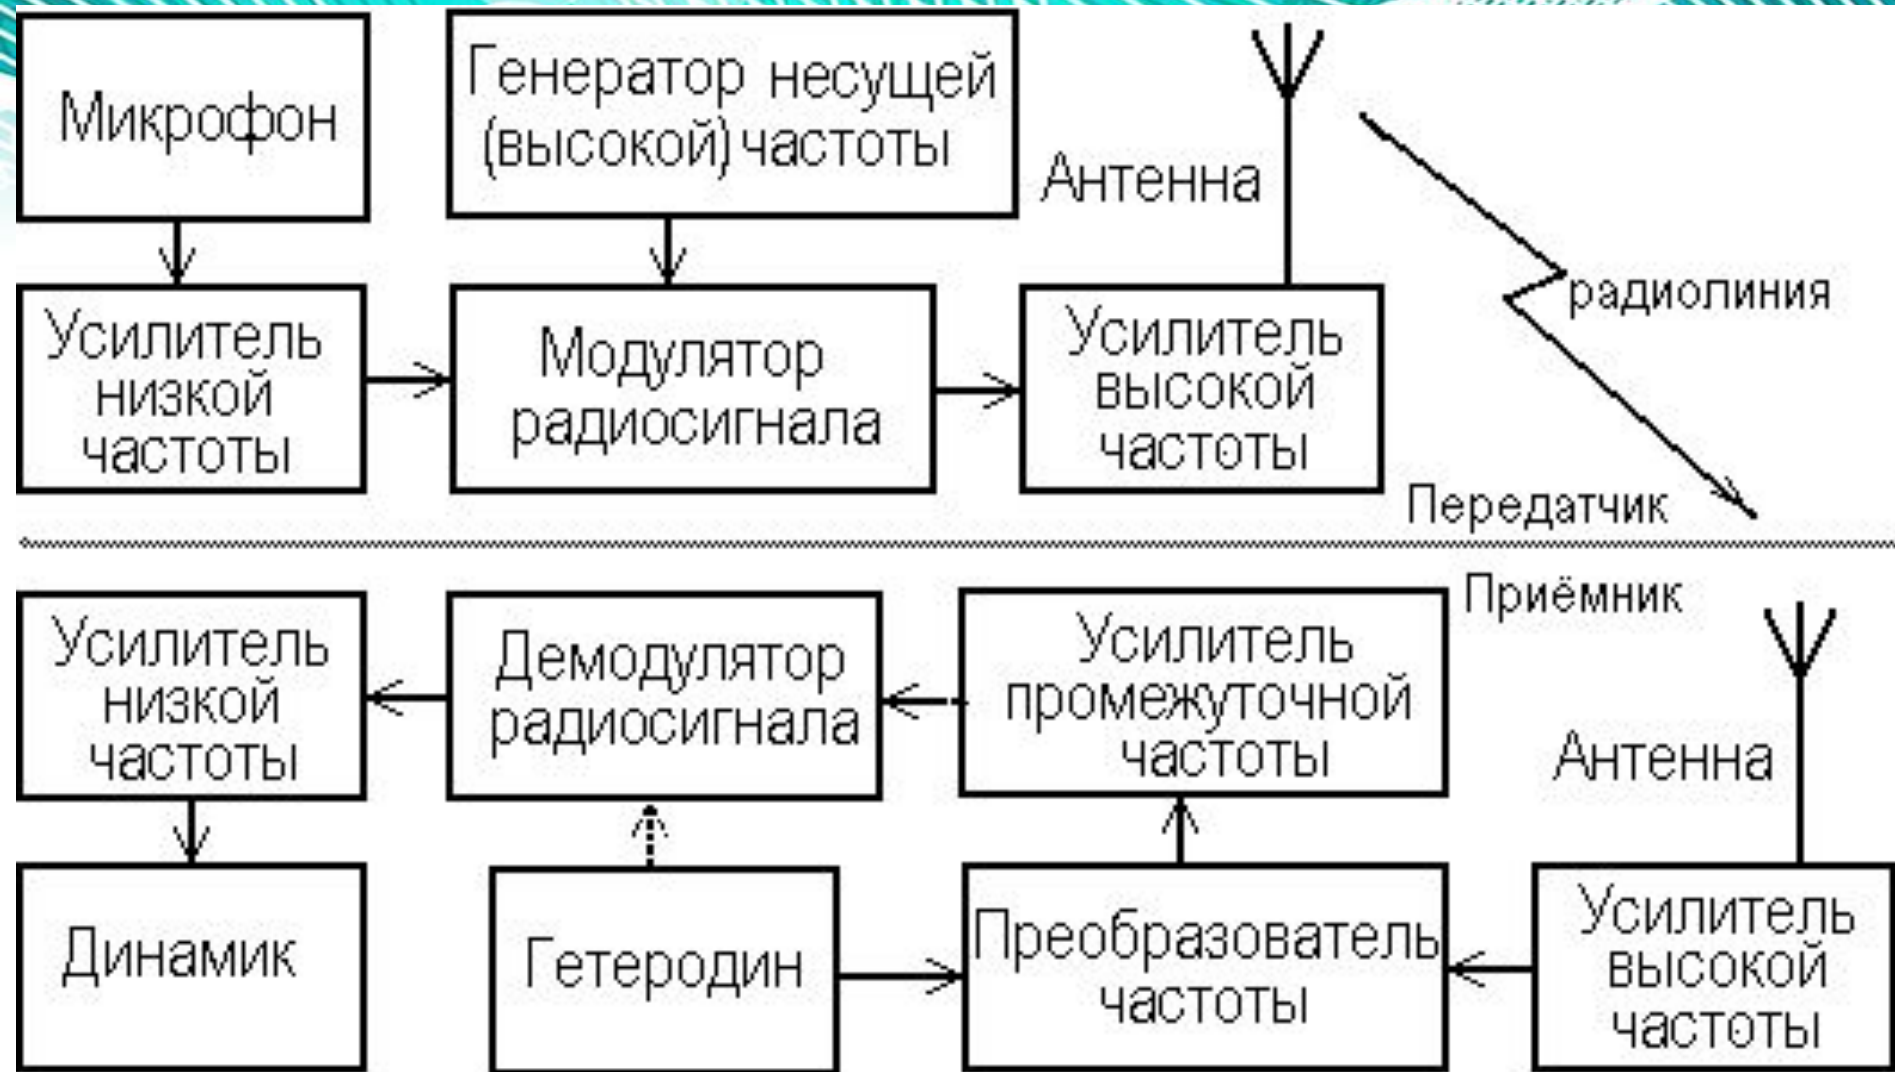 Микрофон
Генератор несущей
(высокой) частоты
Антенна
радиолиния
Усилитель
низкой
частоты
Модулятор
радиосигнала
Усилитель
высокой
частоты
Передатчик
Приёмник
Усилитель
низкой
частоты
Демодулятор
радиосигнала
Усилитель
промежуточной
частоты
Антенна
Динамик
Гетеродин
Преобразователь
частоты
Усилитель
высокой
частоты